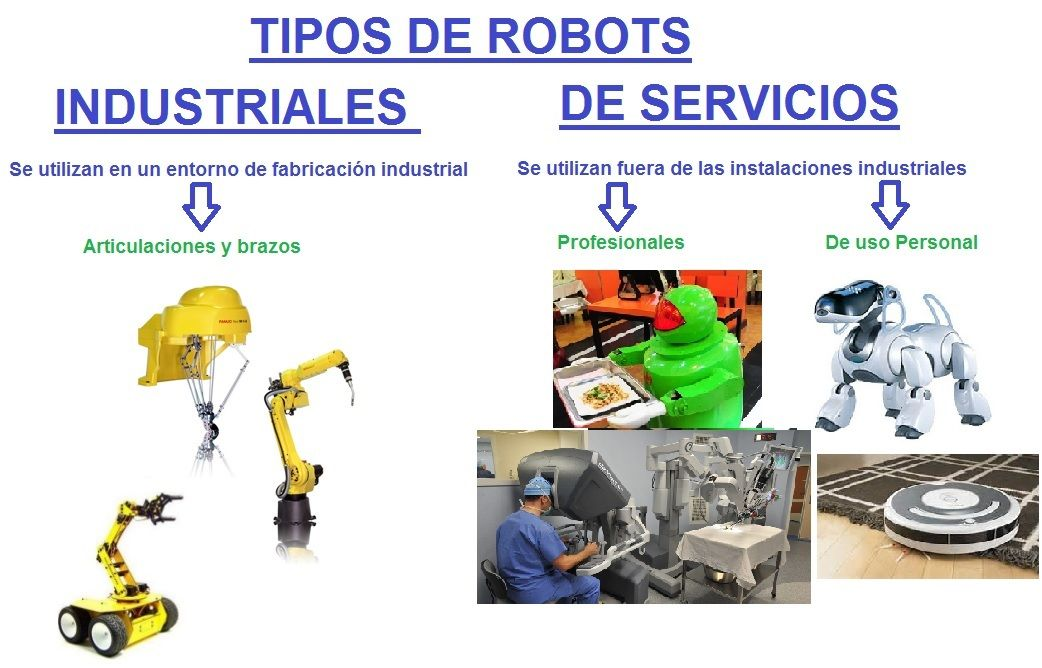 TIPOS DE ROBOTS
INDUSTRIALES
DE SERVICIOS
Se utilizan en un entorno de fabricación industrial
Se utilizan fuera de las instalaciones industriales
Articulaciones y brazos
Profesionales
De uso Personal
FANUC